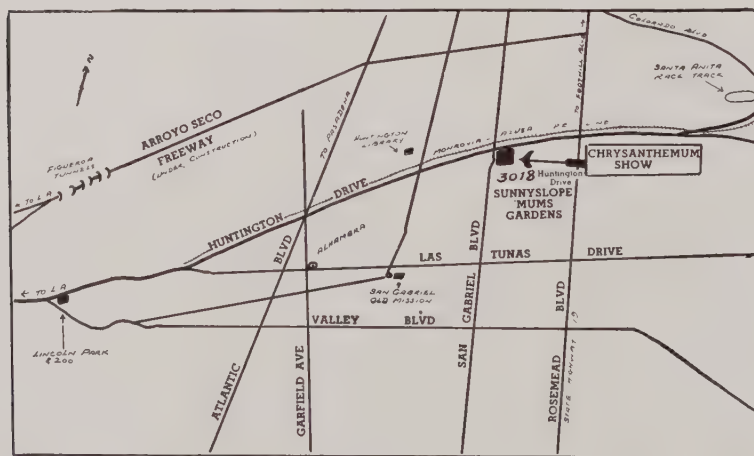 N
COLORADO BLVD
TO FOOTHILL BLVD
SANTA ANITA
RACE TRACK
ARROYO SECO
FREEWAY
(UNDER CONSTRUCTION)
FIGUEROA
TUNNELS
TO L A
TO PASADENA
HUNTINGTON
LIBRARY
MONROVIA
HUNTINGTON DRIVE
3018 Huntington
Drive
SUNNYSLOPE
'MUMS
GARDENS
CHRYSANTHEMUM
SHOW
BLVD
ALHAMBRA
LAS TUNAS DRIVE
SAN GABRIEL
OLD MISSION
TO L A
LINCOLN PARK
& ZOO
VALLEY BLVD
ATLANTIC
GARFIELD AVE
SAN GABRIEL BLVD
ROSEMEAD BLVD
STATE HIGHWAY 19